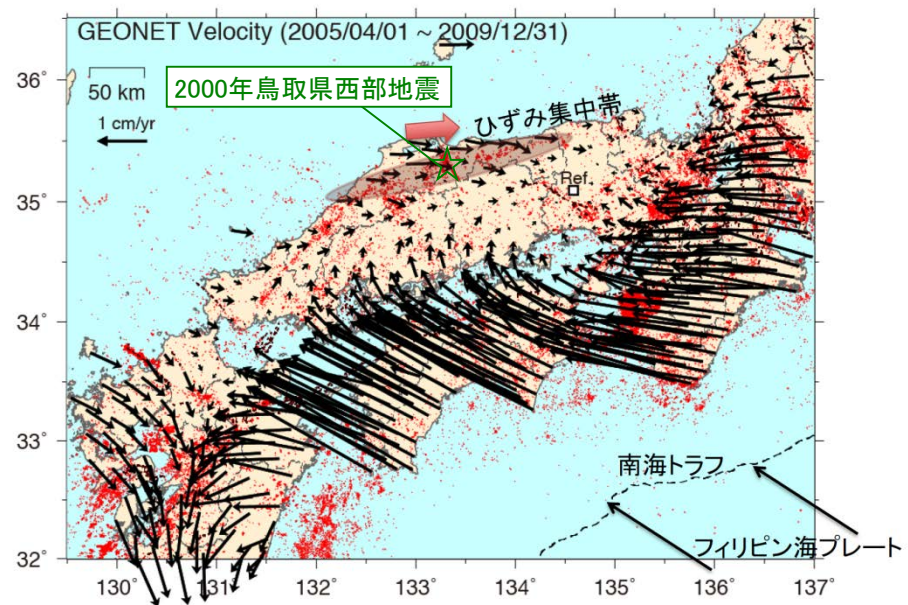 GEONET Velocity (2005/04/01 ~ 2009/12/31)
36˚
50 km
2000年鳥取県西部地震
1 cm/yr
ひずみ集中帯
Ref.
35˚
34˚
33˚
南海トラフ
フィリピン海プレート
32˚
130˚
131˚
132˚
133˚
134˚
135˚
136˚
137˚